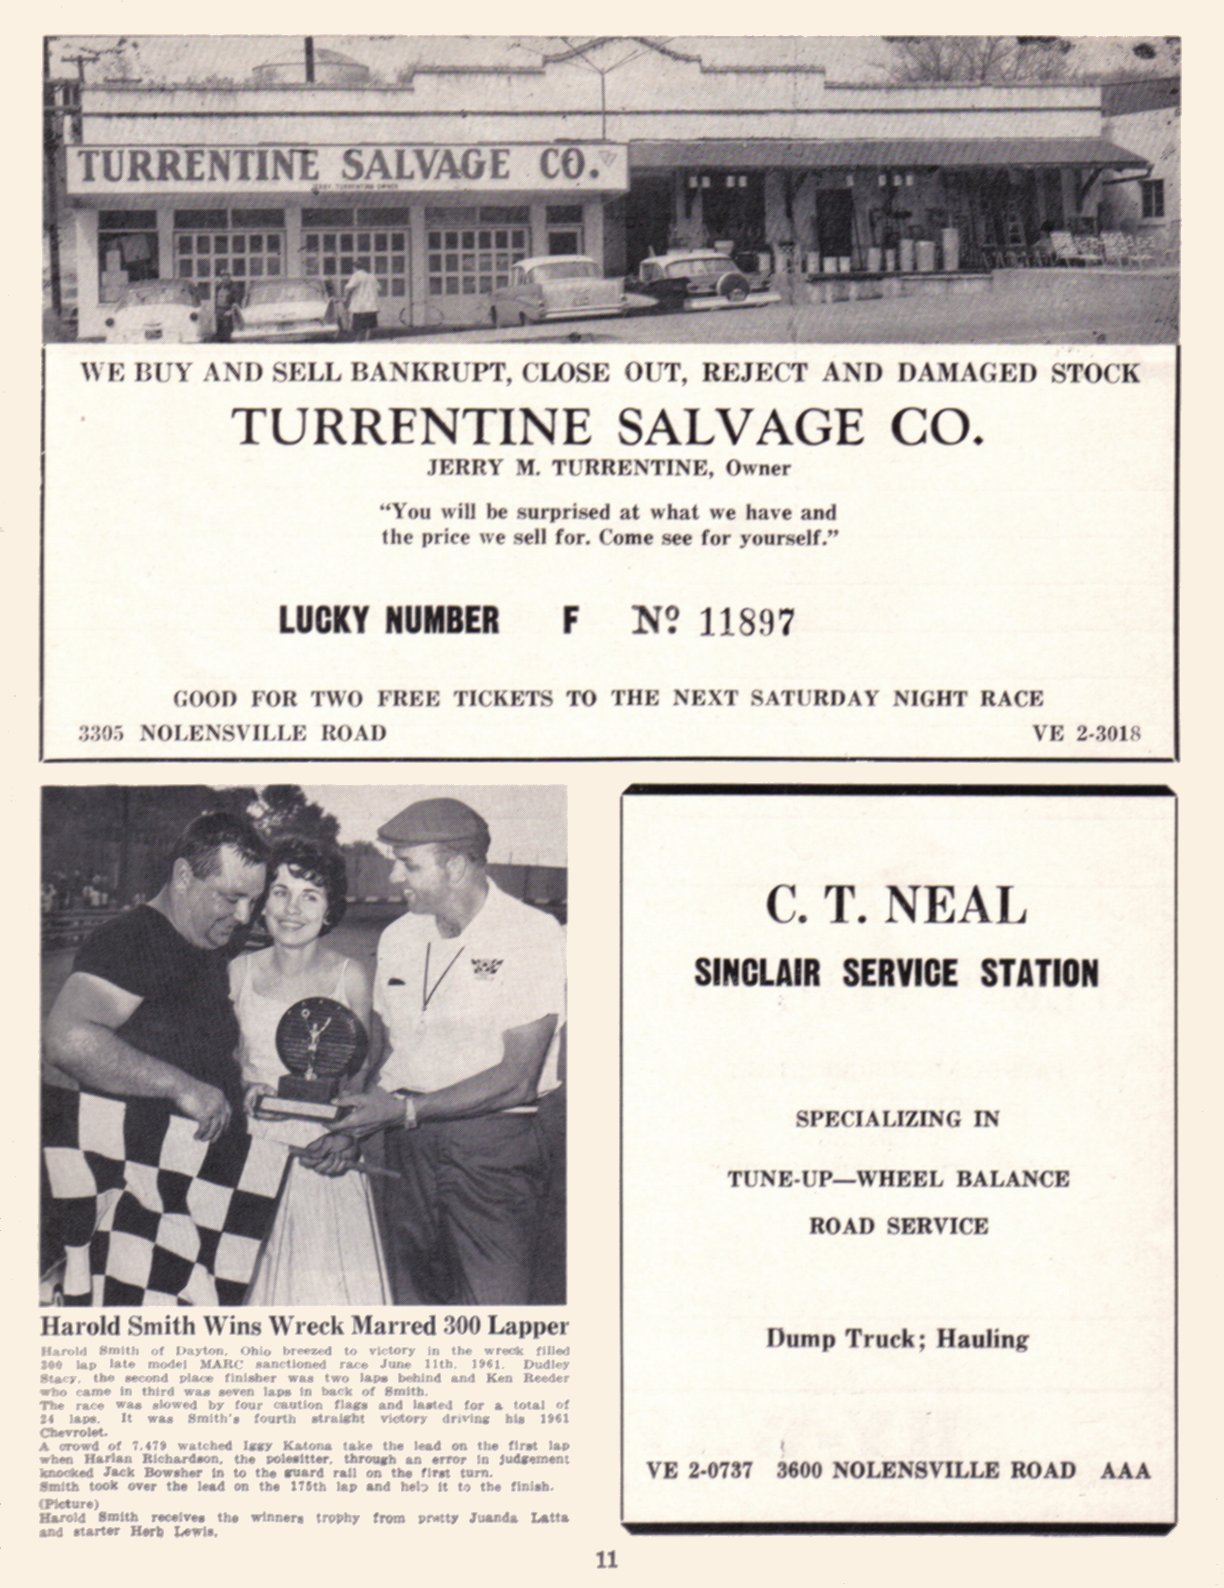 TURRENTINE SALVAGE CO.
JERRY TURRENTINE OWNER
WE BUY AND SELL BANKRUPT, CLOSE OUT, REJECT AND DAMAGED STOCK
TURRENTINE SALVAGE CO.
JERRY M. TURRENTINE, Owner
“You will be surprised at what we have and
the price we sell for. Come see for yourself.”
LUCKY NUMBER F Nº 11897
GOOD FOR TWO FREE TICKETS TO THE NEXT SATURDAY NIGHT RACE
3305 NOLENSVILLE ROAD VE 2-3018
Harold Smith Wins Wreck Marred 300 Lapper
Harold Smith of Dayton, Ohio breezed to victory in the wreck filled
300 lap late model MARC sanctioned race June 11th, 1961. Dudley
Stacy, the second place finisher was two laps behind and Ken Reeder
who came in third was seven laps in back of Smith.
The race was slowed by four caution flags and lasted for a total of
24 laps. It was Smith's fourth straight victory driving his 1961
Chevrolet.
A crowd of 7,479 watched Iggy Katona take the lead on the first lap
when Harlan Richardson, the polesitter, through an error in judgement
knocked Jack Bowsher in to the guard rail on the first turn.
Smith took over the lead on the 175th lap and help it to the finish.
(Picture)
Harold Smith receives the winners trophy from pretty Juanda Latta
and starter Herb Lewis.
C. T. NEAL
SINCLAIR SERVICE STATION
SPECIALIZING IN
TUNE-UP—WHEEL BALANCE
ROAD SERVICE
Dump Truck; Hauling
VE 2-0737 3600 NOLENSVILLE ROAD AAA
11